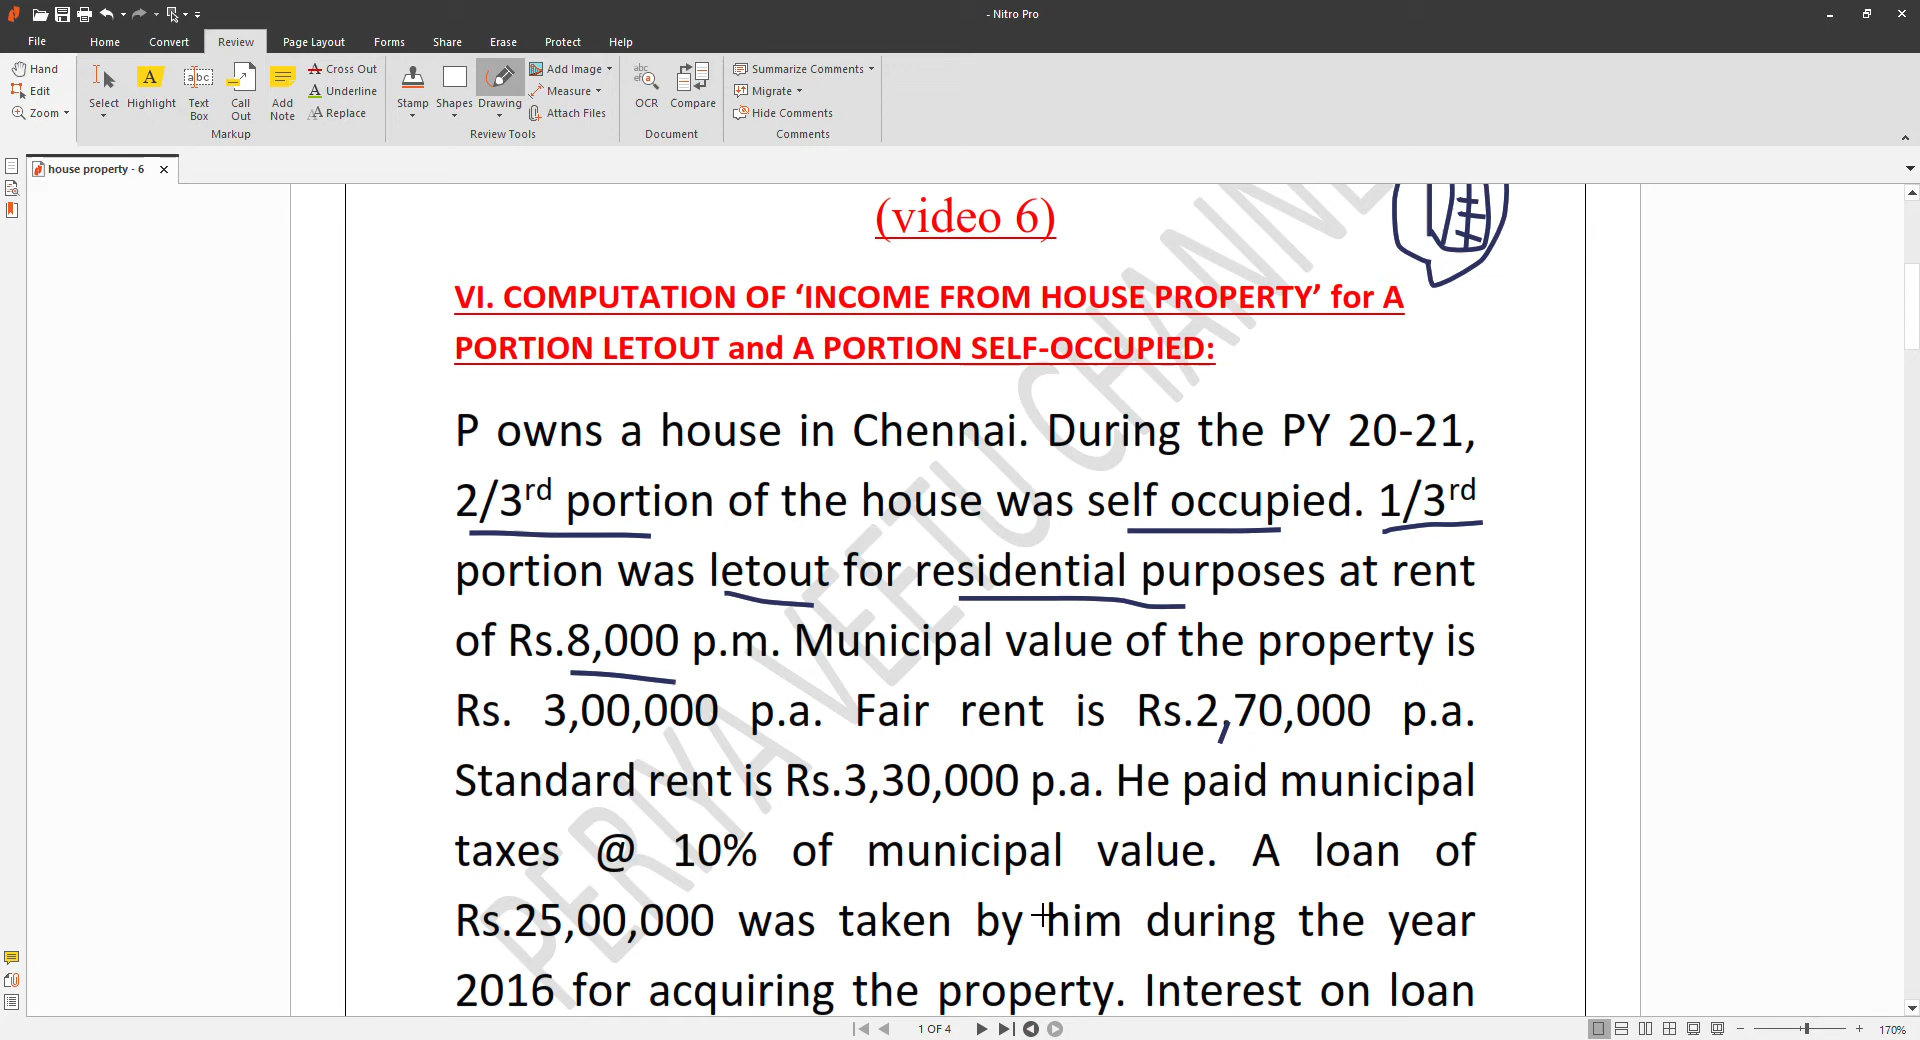 - Nitro Pro
File Home Convert Review Page Layout Forms Share Erase Protect Help
Hand
Edit
Zoom
Select
Highlight
Text Box
Call Out
Add Note
Cross Out
Underline
Replace
Markup
Stamp
Shapes
Drawing
Add Image
Measure
Attach Files
Review Tools
OCR
Compare
Document
Summarize Comments
Migrate
Hide Comments
Comments
house property - 6
(video 6)
VI. COMPUTATION OF ‘INCOME FROM HOUSE PROPERTY’ for A
PORTION LETOUT and A PORTION SELF-OCCUPIED:
P owns a house in Chennai. During the PY 20-21,
2/3rd portion of the house was self occupied. 1/3rd
portion was letout for residential purposes at rent
of Rs.8,000 p.m. Municipal value of the property is
Rs. 3,00,000 p.a. Fair rent is Rs.2,70,000 p.a.
Standard rent is Rs.3,30,000 p.a. He paid municipal
taxes @ 10% of municipal value. A loan of
Rs.25,00,000 was taken by him during the year
2016 for acquiring the property. Interest on loan
PERIYA VEETU CHANNE
1 OF 4
170%